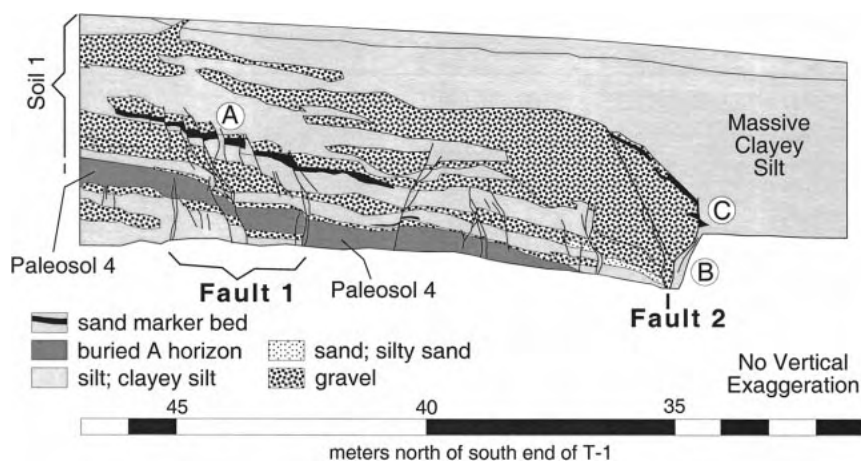 Soil 1
A
Massive
Clayey
Silt
C
B
Paleosol 4
Fault 1
Paleosol 4
Fault 2
sand marker bed
buried A horizon
sand; silty sand
silt; clayey silt
gravel
No Vertical
Exaggeration
45
40
35
meters north of south end of T-1